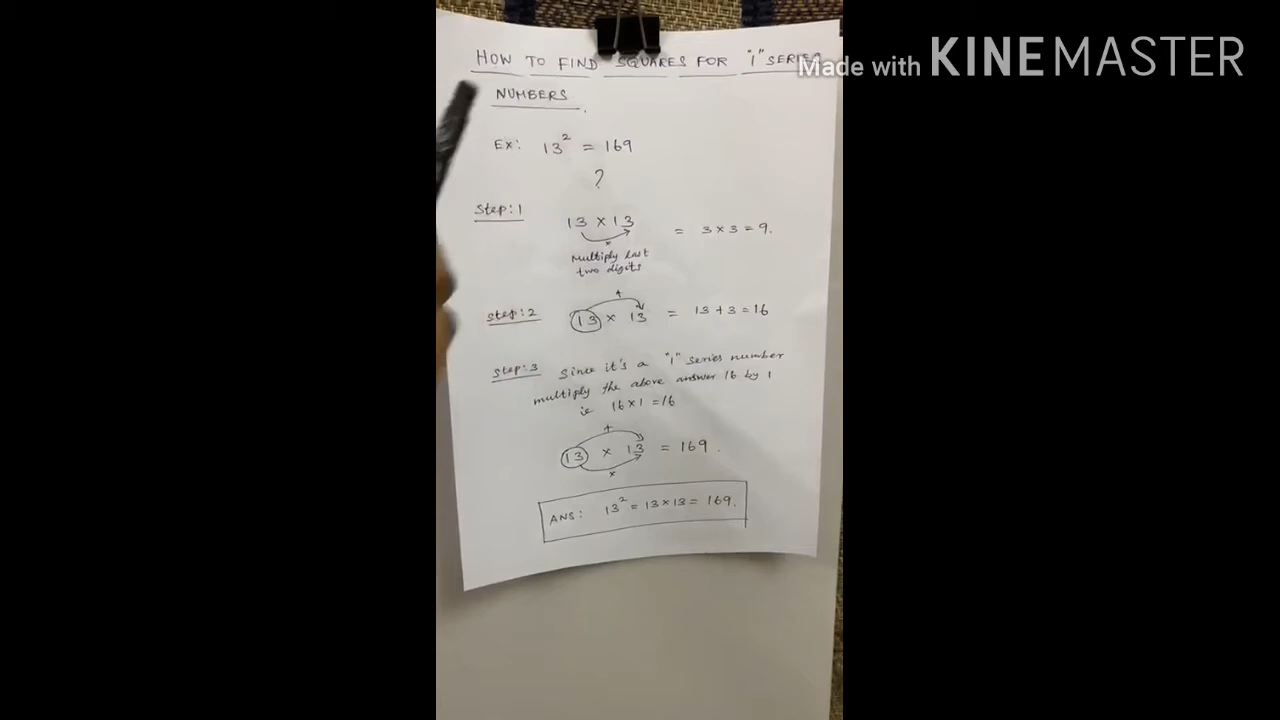 HOW TO FIND SQUARES FOR "1" SERIES
Made with KINEMASTER
NUMBERS.
Ex: 13² = 169
?
Step:1 13 x 13 = 3 x 3 = 9.
x
Multiply last
two digits
+
Step:2 13 x 13 = 13 + 3 = 16
Step:3 Since it's a "1" series number
multiply the above answer 16 by 1
ie 16 x 1 = 16
+
13 x 13 = 169.
x
ANS: 13² = 13 x 13 = 169.